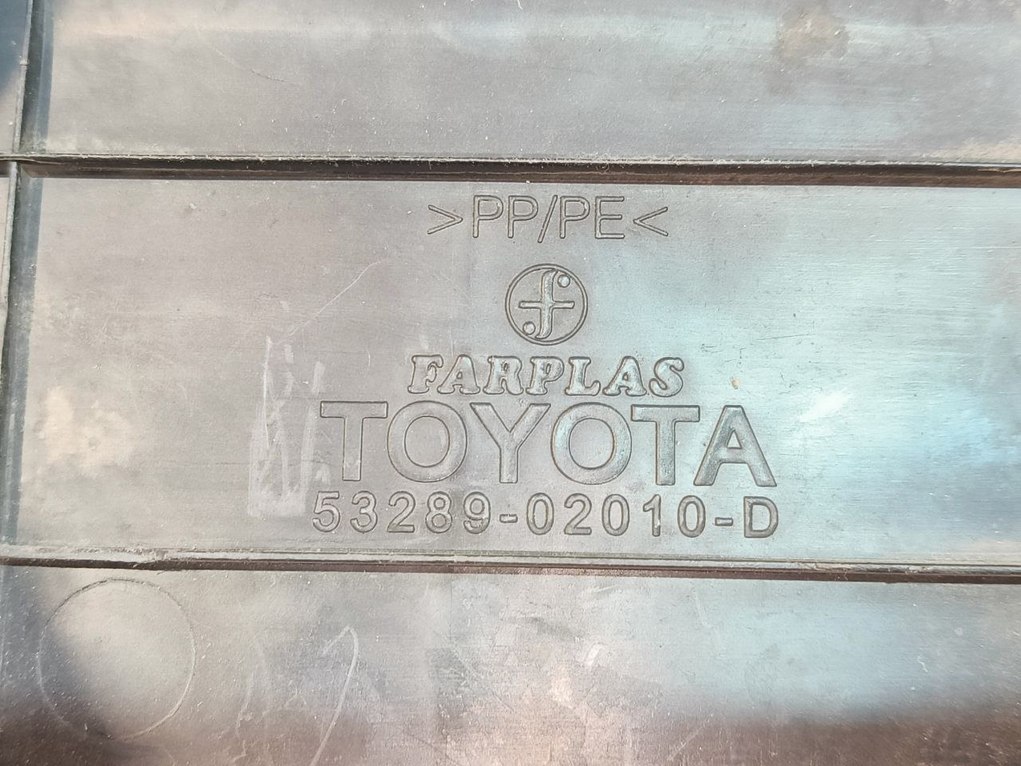 >PP/PE<
f
FARPLAS
TOYOTA
53289-02010-D